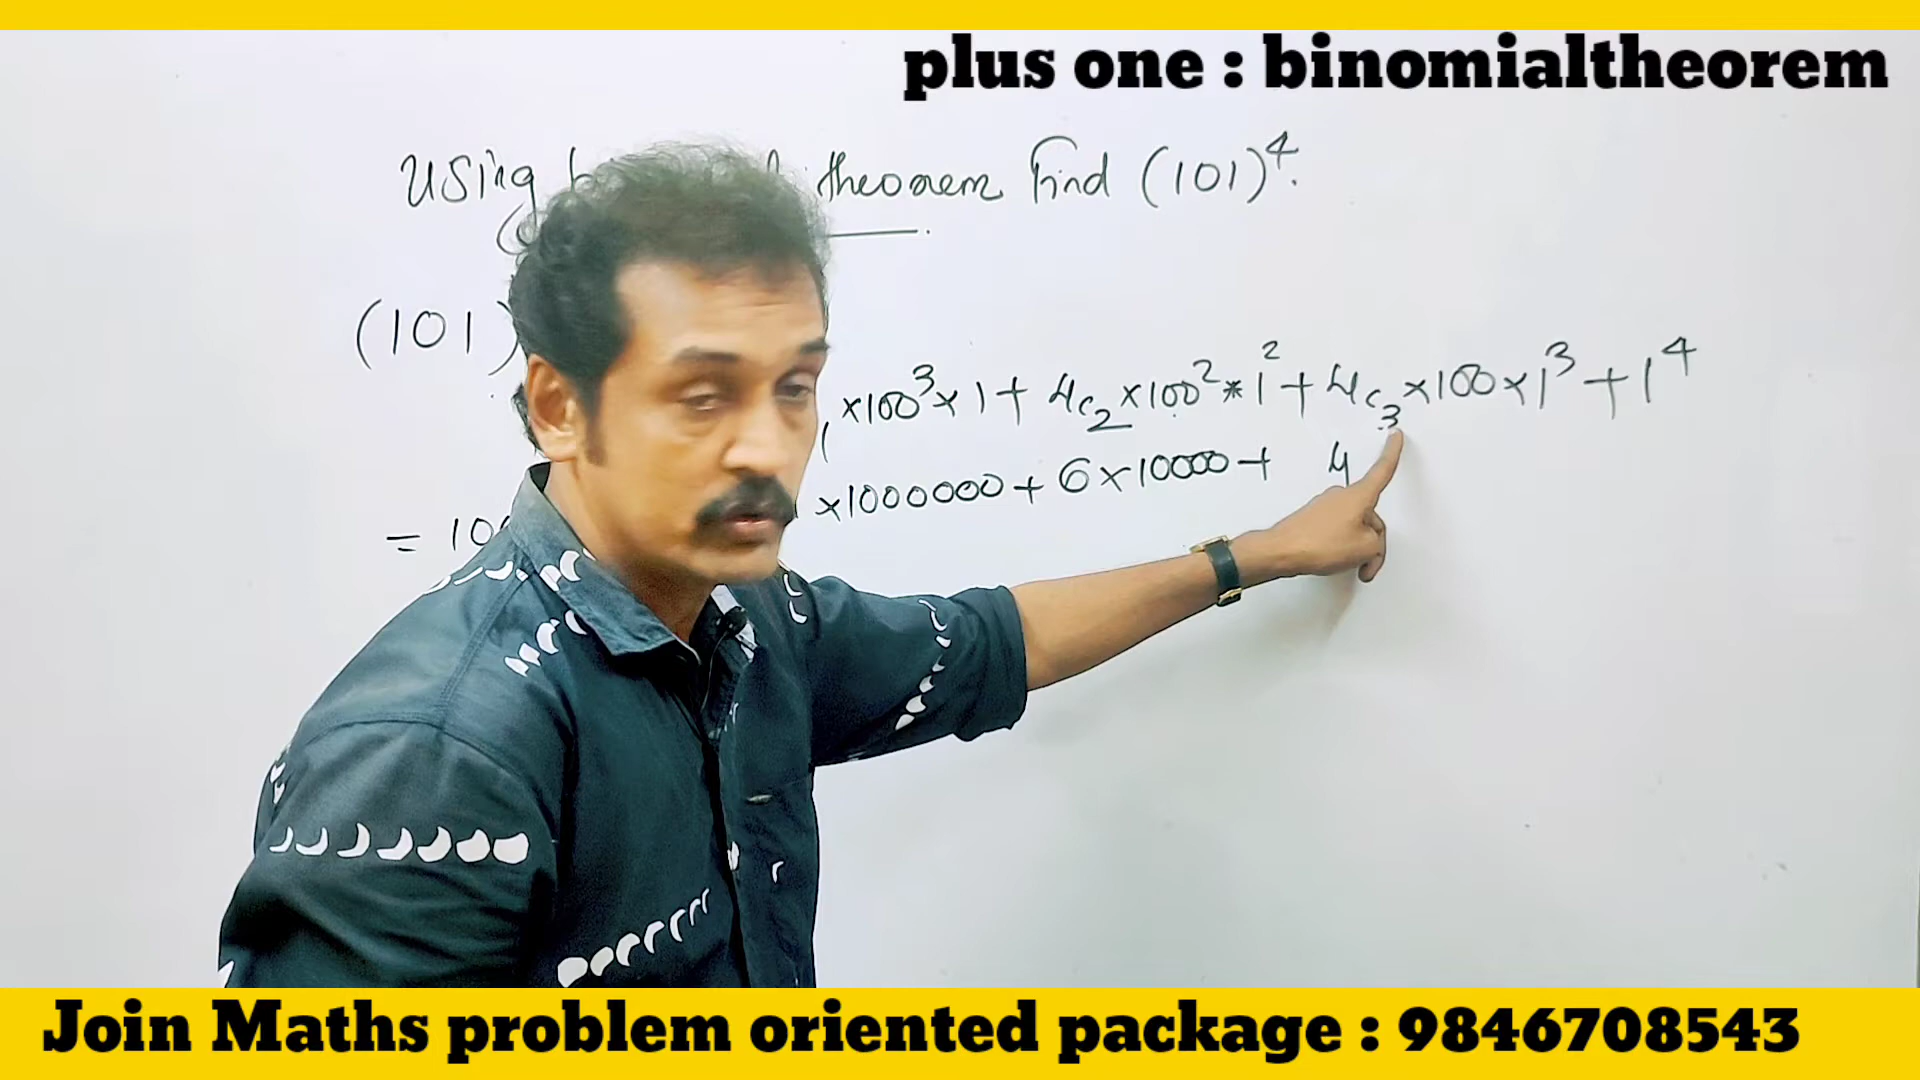 plus one : binomialtheorem
Using theorem Find (101)⁴.
(101)
×100³×1+ 4c₂×100²*1²+4c₃×100×1³+1⁴
= 10 ×1000000+6×10000+ 4
Join Maths problem oriented package : 9846708543